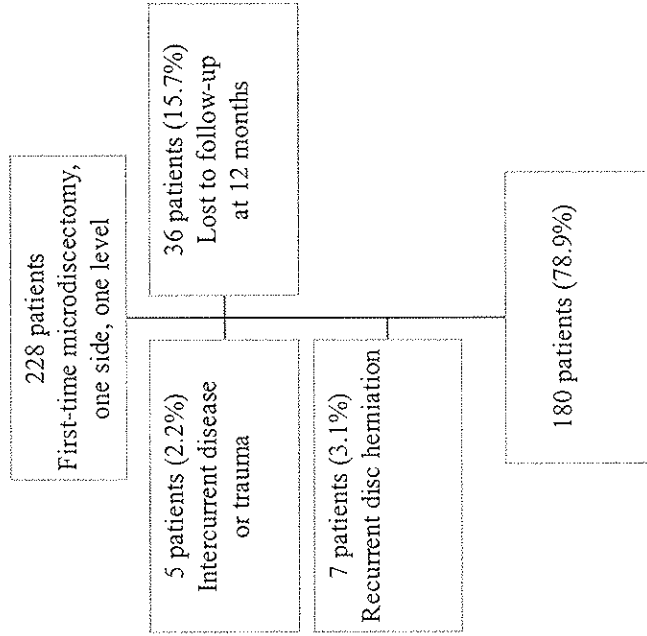 228 patients
First-time microdiscectomy,
one side, one level
5 patients (2.2%)
Intercurrent disease
or trauma
36 patients (15.7%)
Lost to follow-up
at 12 months
7 patients (3.1%)
Recurrent disc herniation
180 patients (78.9%)